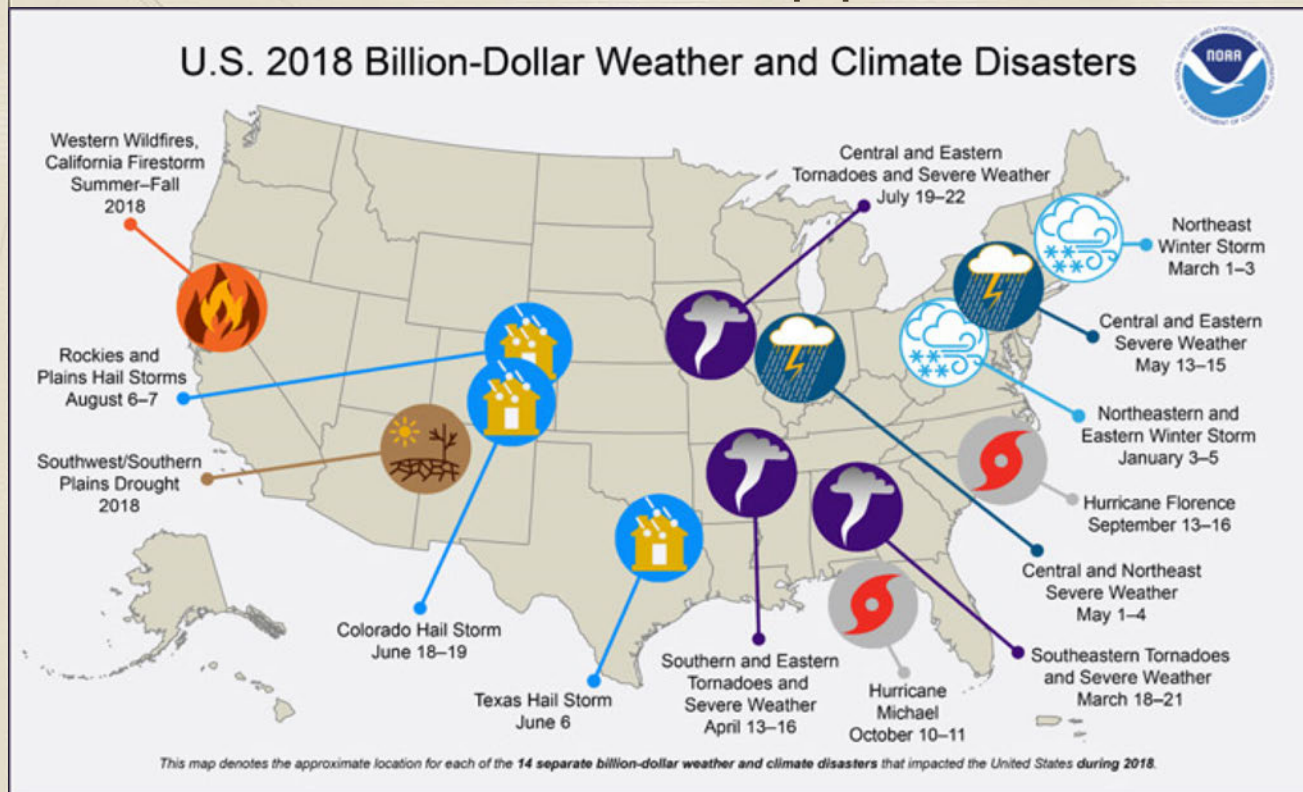 U.S. 2018 Billion-Dollar Weather and Climate Disasters
NOAA
Western Wildfires,
California Firestorm
Summer–Fall
2018
Central and Eastern
Tornadoes and Severe Weather
July 19–22
Northeast
Winter Storm
March 1–3
Rockies and
Plains Hail Storms
August 6–7
Central and Eastern
Severe Weather
May 13–15
Southwest/Southern
Plains Drought
2018
Northeastern and
Eastern Winter Storm
January 3–5
Hurricane Florence
September 13–16
Colorado Hail Storm
June 18–19
Central and Northeast
Severe Weather
May 1–4
Texas Hail Storm
June 6
Southern and Eastern
Tornadoes and
Severe Weather
April 13–16
Hurricane
Michael
October 10–11
Southeastern Tornadoes
and Severe Weather
March 18–21
This map denotes the approximate location for each of the 14 separate billion-dollar weather and climate disasters that impacted the United States during 2018.